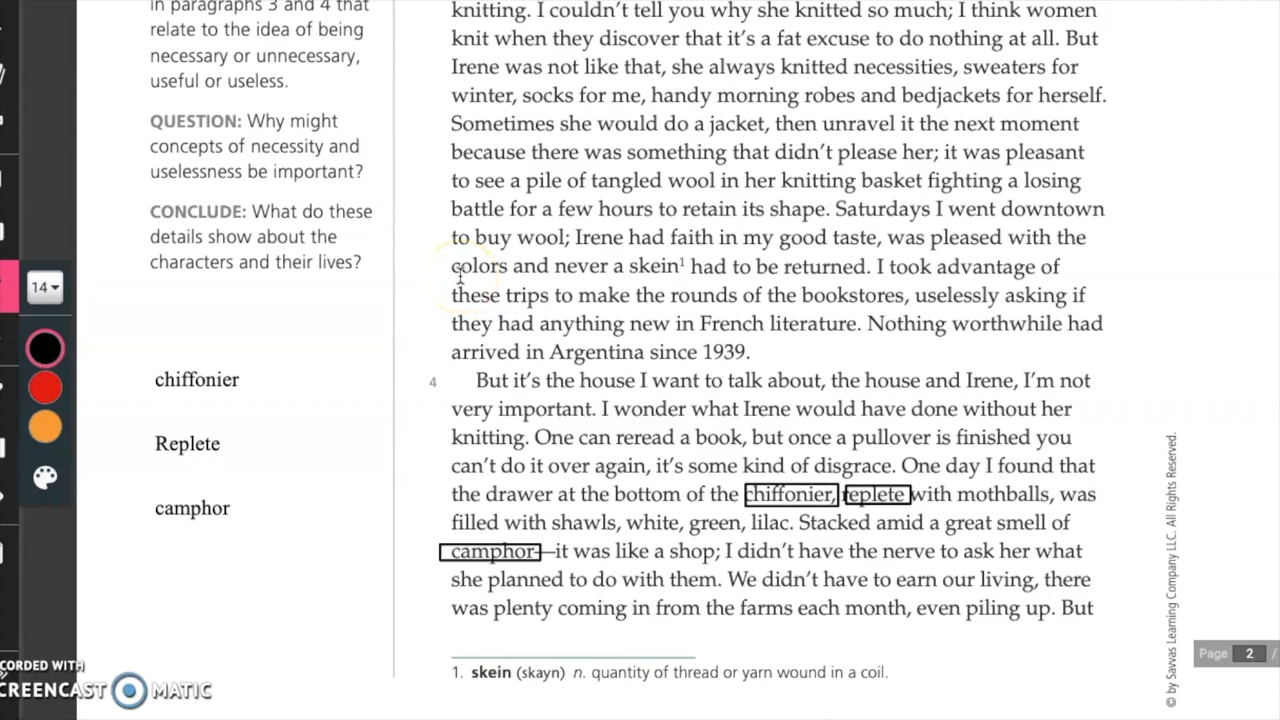 in paragraphs 3 and 4 that
relate to the idea of being
necessary or unnecessary,
useful or useless.
QUESTION: Why might
concepts of necessity and
uselessness be important?
CONCLUDE: What do these
details show about the
characters and their lives?
14
chiffonier
Replete
camphor
knitting. I couldn't tell you why she knitted so much; I think women
knit when they discover that it's a fat excuse to do nothing at all. But
Irene was not like that, she always knitted necessities, sweaters for
winter, socks for me, handy morning robes and bedjackets for herself.
Sometimes she would do a jacket, then unravel it the next moment
because there was something that didn't please her; it was pleasant
to see a pile of tangled wool in her knitting basket fighting a losing
battle for a few hours to retain its shape. Saturdays I went downtown
to buy wool; Irene had faith in my good taste, was pleased with the
colors and never a skein1 had to be returned. I took advantage of
these trips to make the rounds of the bookstores, uselessly asking if
they had anything new in French literature. Nothing worthwhile had
arrived in Argentina since 1939.
4 But it's the house I want to talk about, the house and Irene, I'm not
very important. I wonder what Irene would have done without her
knitting. One can reread a book, but once a pullover is finished you
can't do it over again, it's some kind of disgrace. One day I found that
the drawer at the bottom of the chiffonier, replete with mothballs, was
filled with shawls, white, green, lilac. Stacked amid a great smell of
camphor—it was like a shop; I didn't have the nerve to ask her what
she planned to do with them. We didn't have to earn our living, there
was plenty coming in from the farms each month, even piling up. But
1. skein (skayn) n. quantity of thread or yarn wound in a coil.
© by Savvas Learning Company LLC. All Rights Reserved.
Page 2 /
CORDED WITH
CREENCAST MATIC